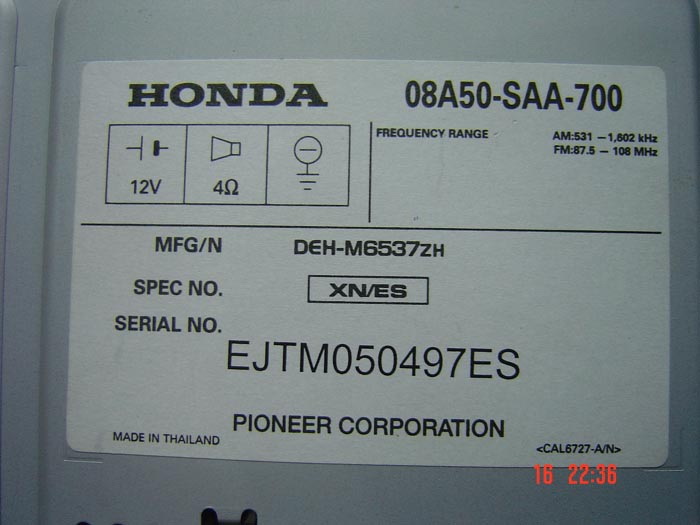 HONDA
08A50-SAA-700
FREQUENCY RANGE AM:531 – 1,602 kHz
FM:87.5 – 108 MHz
12V 4Ω
MFG/N DEH-M6537ZH
SPEC NO. XN/ES
SERIAL NO.
EJTM050497ES
PIONEER CORPORATION
MADE IN THAILAND
<CAL6727-A/N>
16 22:36